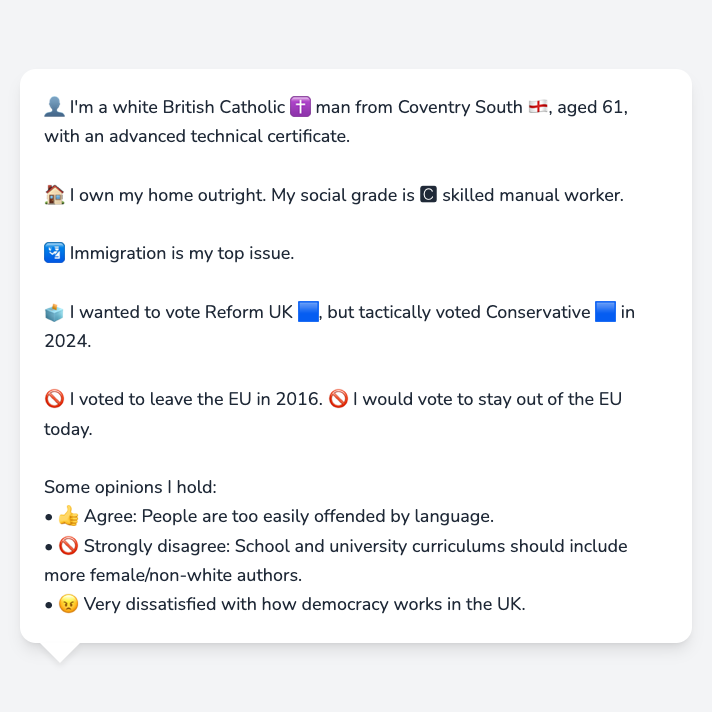 👤 I'm a white British Catholic ✝️ man from Coventry South 🏴󠁧󠁢󠁥󠁮󠁧󠁿, aged 61,
with an advanced technical certificate.
🏠 I own my home outright. My social grade is 🅲 skilled manual worker.
🛂 Immigration is my top issue.
🗳️ I wanted to vote Reform UK 🟦, but tactically voted Conservative 🟦 in
2024.
🚫 I voted to leave the EU in 2016. 🚫 I would vote to stay out of the EU
today.
Some opinions I hold:
• 👍 Agree: People are too easily offended by language.
• 🚫 Strongly disagree: School and university curriculums should include
more female/non-white authors.
• 😠 Very dissatisfied with how democracy works in the UK.